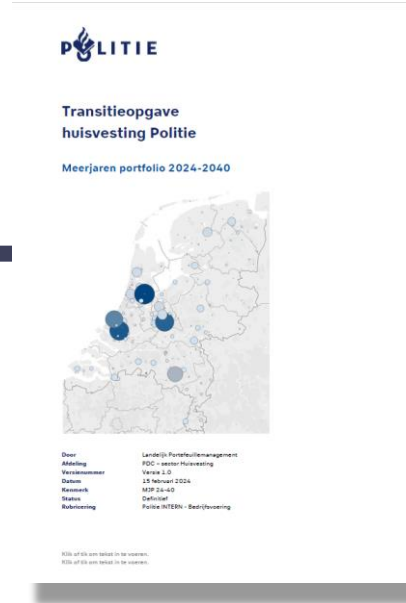 POLITIE
Transitieopgave
huisvesting Politie
Meerjaren portfolio 2024-2040
Door Landelijk Portefeuillemanagement
Afdeling PDC – sector Huisvesting
Versienummer Versie 1.0
Datum 15 februari 2024
Kenmerk MJP 24-40
Status Definitief
Rubricering Politie INTERN - Bedrijfsvoering
Klik of tik om tekst in te voeren.
Klik of tik om tekst in te voeren.